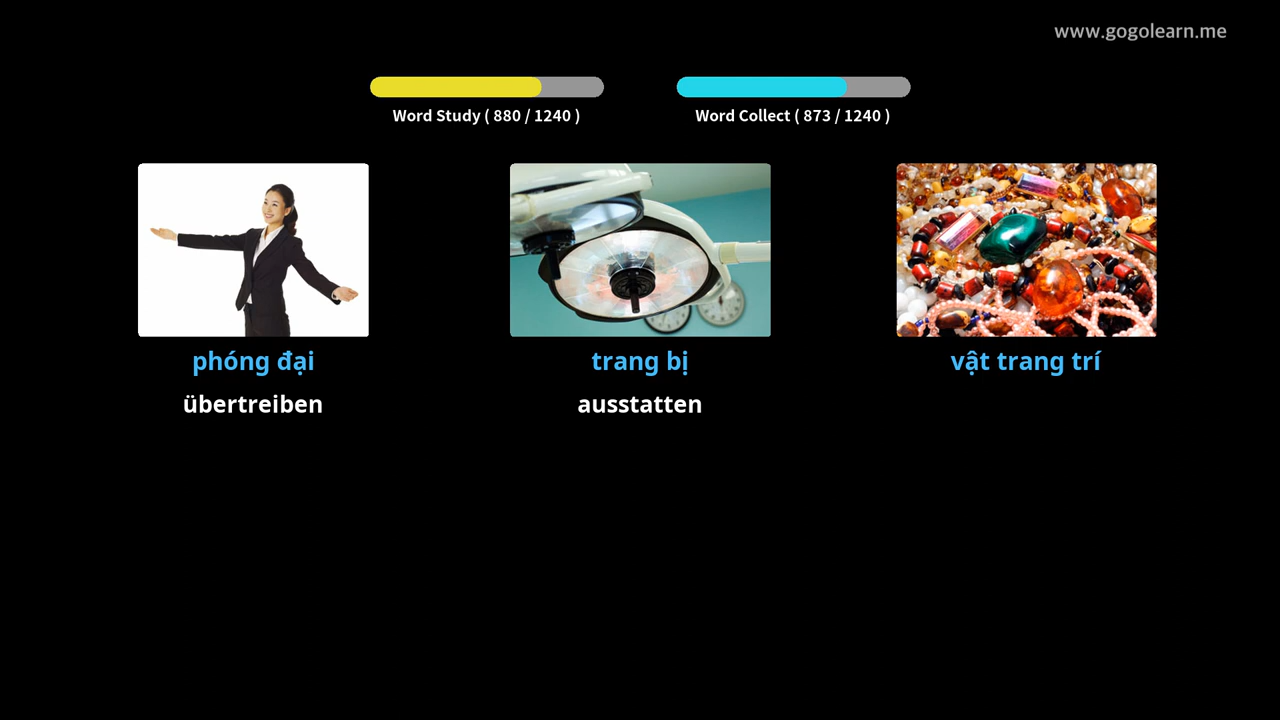 www.gogolearn.me
Word Study ( 880 / 1240 )
Word Collect ( 873 / 1240 )
phóng đại
trang bị
vật trang trí
übertreiben
ausstatten